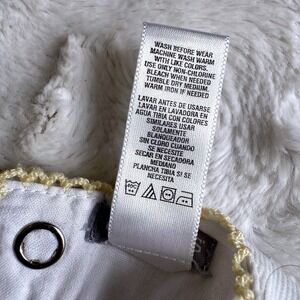 WASH BEFORE WEAR
MACHINE WASH WARM
WITH LIKE COLORS.
USE ONLY NON-CHLORINE
BLEACH WHEN NEEDED
TUMBLE DRY MEDIUM.
WARM IRON IF NEEDED
LAVAR ANTES DE USARSE
LAVAR EN LAVADORA EN
AGUA TIBIA CON COLORES
SIMILARES USAR
SOLAMENTE
BLANQUEADOR
SIN CLORO CUANDO
SE NECESITE
SECAR EN SECADORA
MEDIANO
PLANCHA TIBIA SI SE
NECESITA
40C